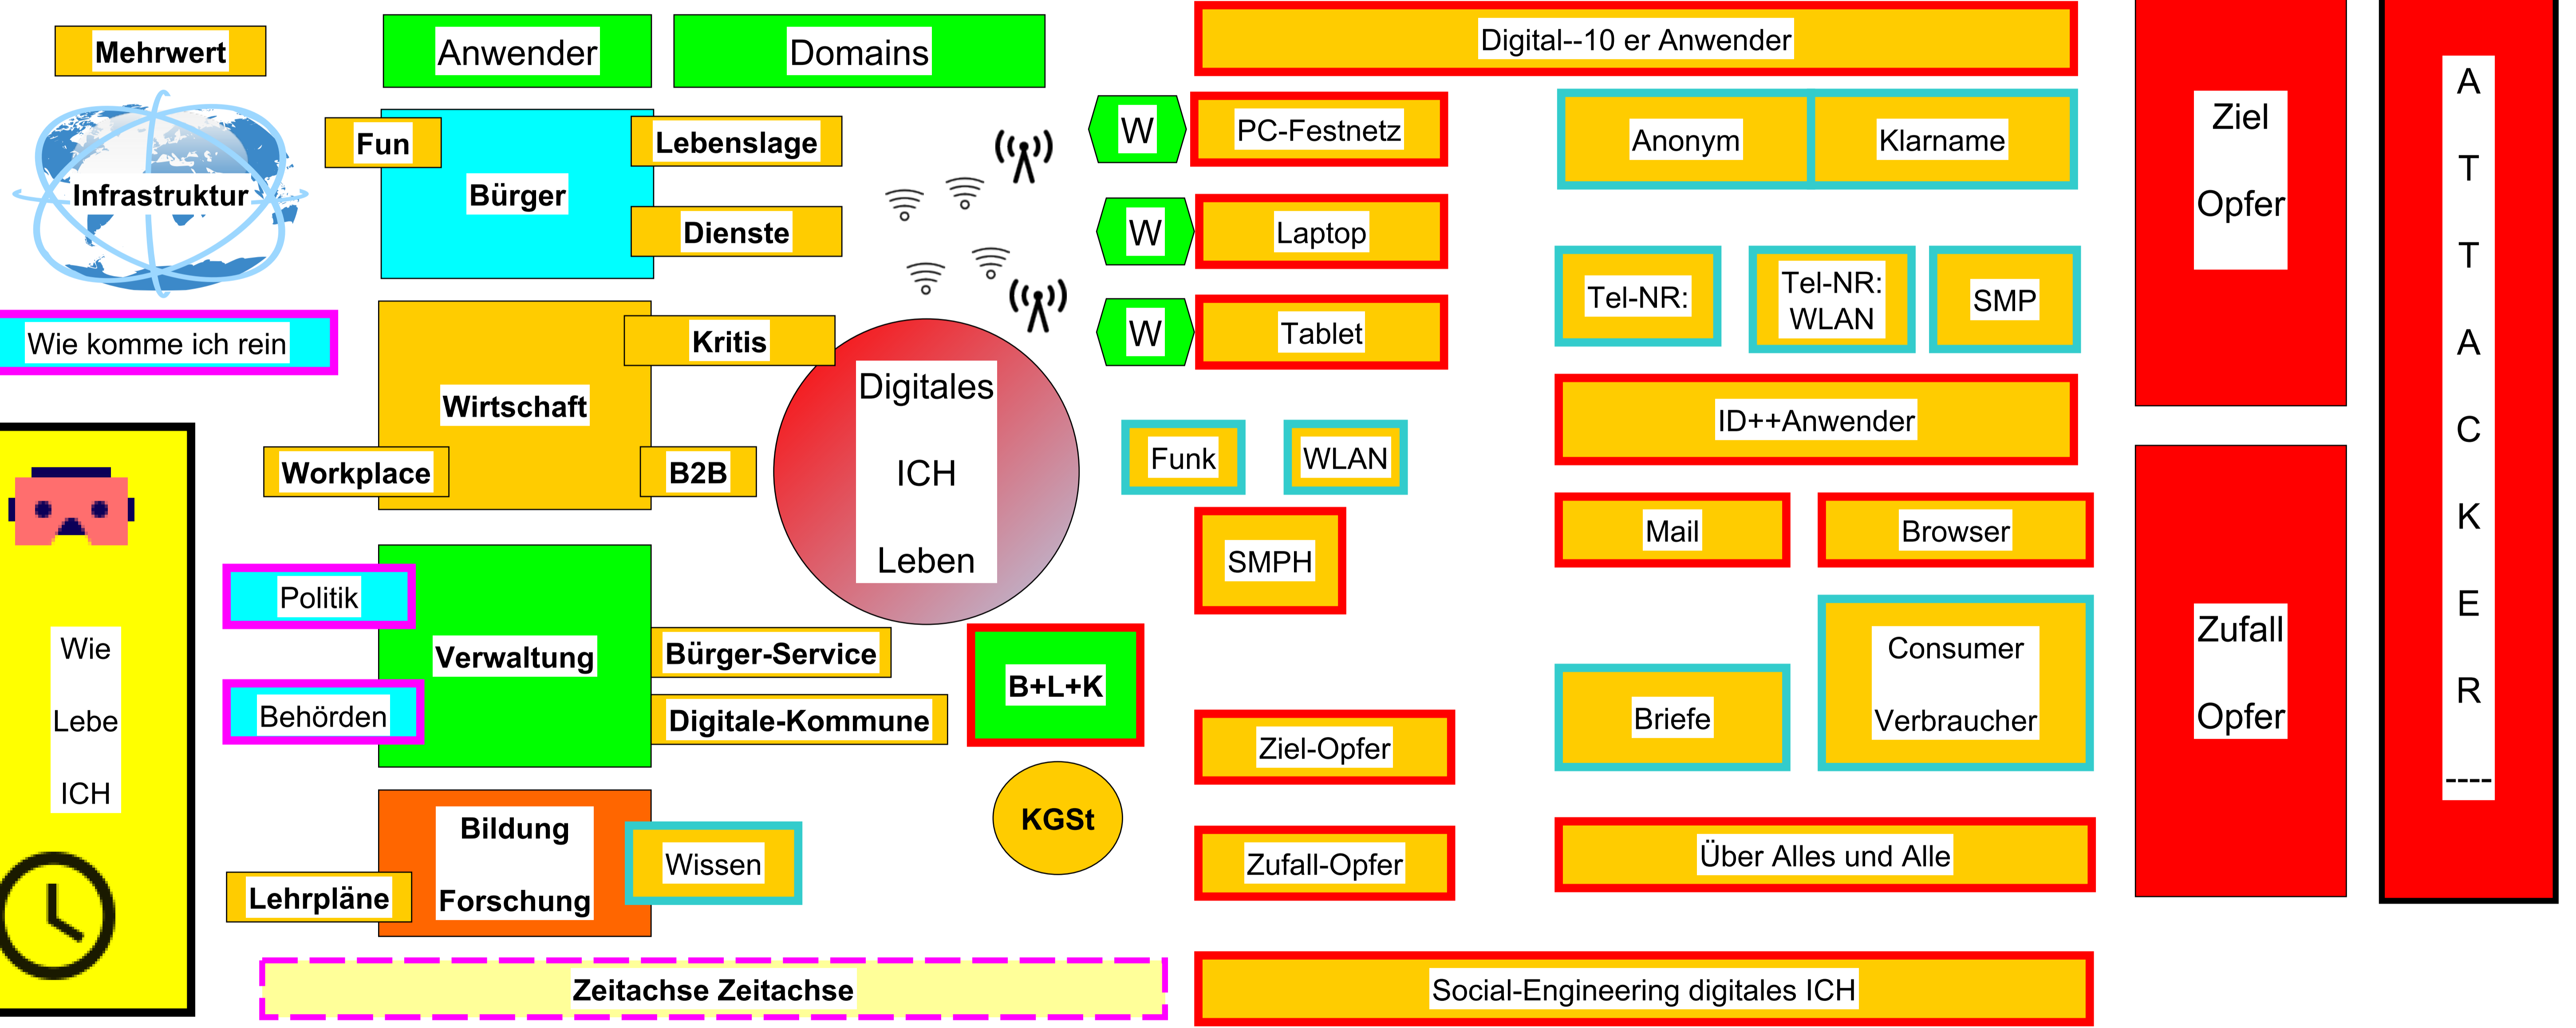 Mehrwert
Anwender
Domains
Digital--10 er Anwender
Infrastruktur
Fun
Bürger
Lebenslage
Dienste
W
PC-Festnetz
W
Laptop
W
Tablet
Anonym
Klarname
Tel-NR:
Tel-NR:
WLAN
SMP
Wie komme ich rein
Wirtschaft
Kritis
Workplace
B2B
Digitales
ICH
Leben
Funk
WLAN
SMPH
ID++Anwender
Mail
Browser
Wie
Lebe
ICH
Politik
Behörden
Verwaltung
Bürger-Service
Digitale-Kommune
B+L+K
KGSt
Ziel-Opfer
Zufall-Opfer
Briefe
Consumer
Verbraucher
Über Alles und Alle
Bildung
Forschung
Wissen
Lehrpläne
Zeitachse Zeitachse
Social-Engineering digitales ICH
Ziel
Opfer
Zufall
Opfer
A
T
T
A
C
K
E
R
----